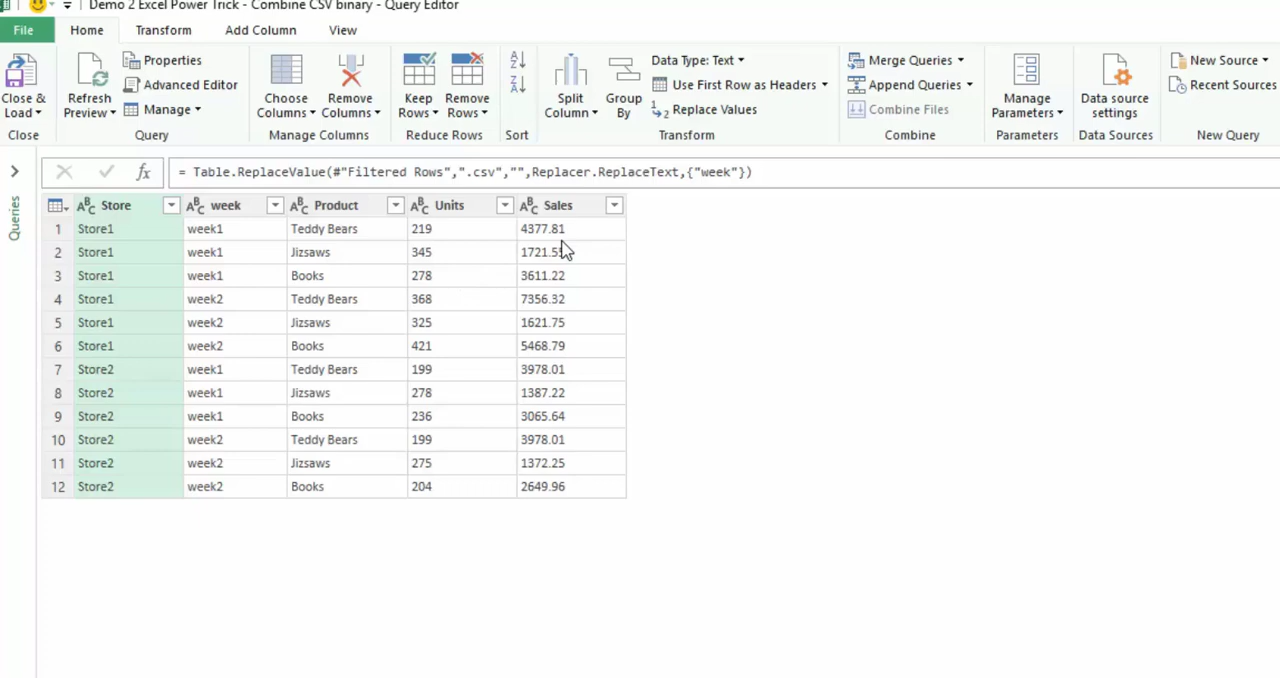 Demo 2 Excel Power Trick - Combine CSV binary - Query Editor
File Home Transform Add Column View
Close & Load
Close
Refresh Preview
Properties
Advanced Editor
Manage
Query
Choose Columns
Remove Columns
Manage Columns
Keep Rows
Remove Rows
Reduce Rows
Sort
Split Column
Group By
Data Type: Text
Use First Row as Headers
Replace Values
Transform
Merge Queries
Append Queries
Combine Files
Combine
Manage Parameters
Parameters
Data source settings
Data Sources
New Source
Recent Sources
New Query
Queries
fx = Table.ReplaceValue(#"Filtered Rows",".csv","",Replacer.ReplaceText,{"week"})
Store week Product Units Sales
1 Store1 week1 Teddy Bears 219 4377.81
2 Store1 week1 Jizsaws 345
3 Store1 week1 Books 278 3611.22
4 Store1 week2 Teddy Bears 368 7356.32
5 Store1 week2 Jizsaws 325 1621.75
6 Store1 week2 Books 421 5468.79
7 Store2 week1 Teddy Bears 199 3978.01
8 Store2 week1 Jizsaws 278 1387.22
9 Store2 week1 Books 236 3065.64
10 Store2 week2 Teddy Bears 199 3978.01
11 Store2 week2 Jizsaws 275 1372.25
12 Store2 week2 Books 204 2649.96